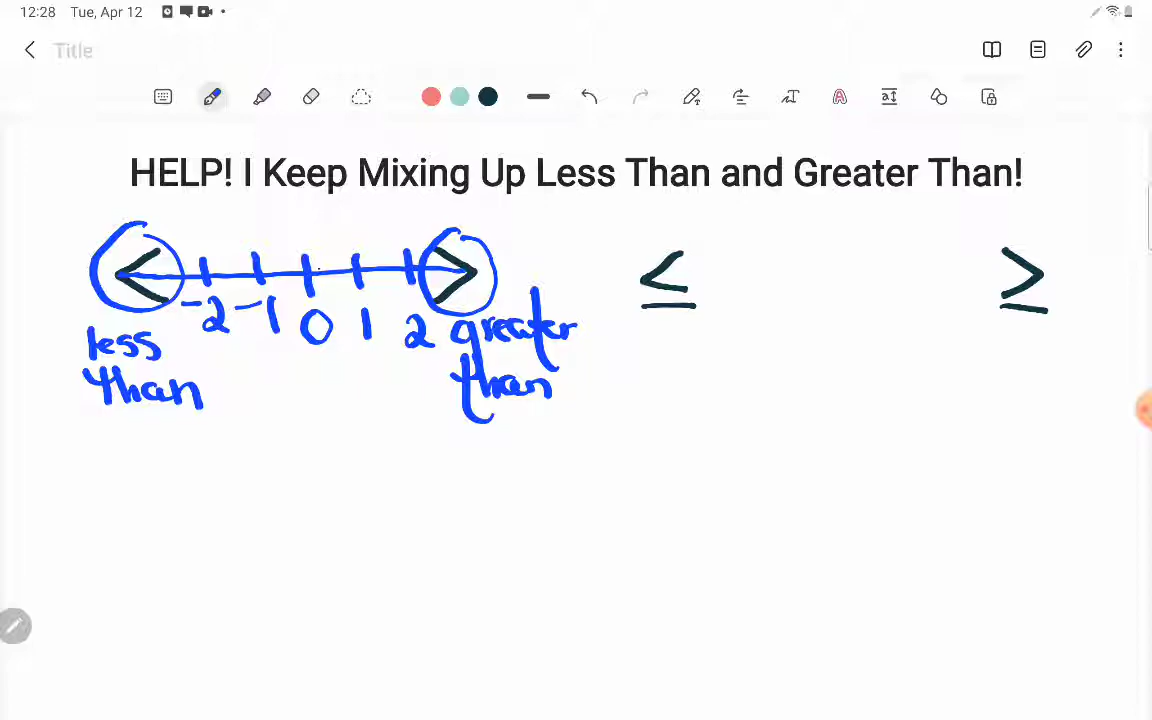 12:28 Tue, Apr 12
Title
HELP! I Keep Mixing Up Less Than and Greater Than!
< > ≤ ≥
-2 -1 0 1 2
less than
greater than